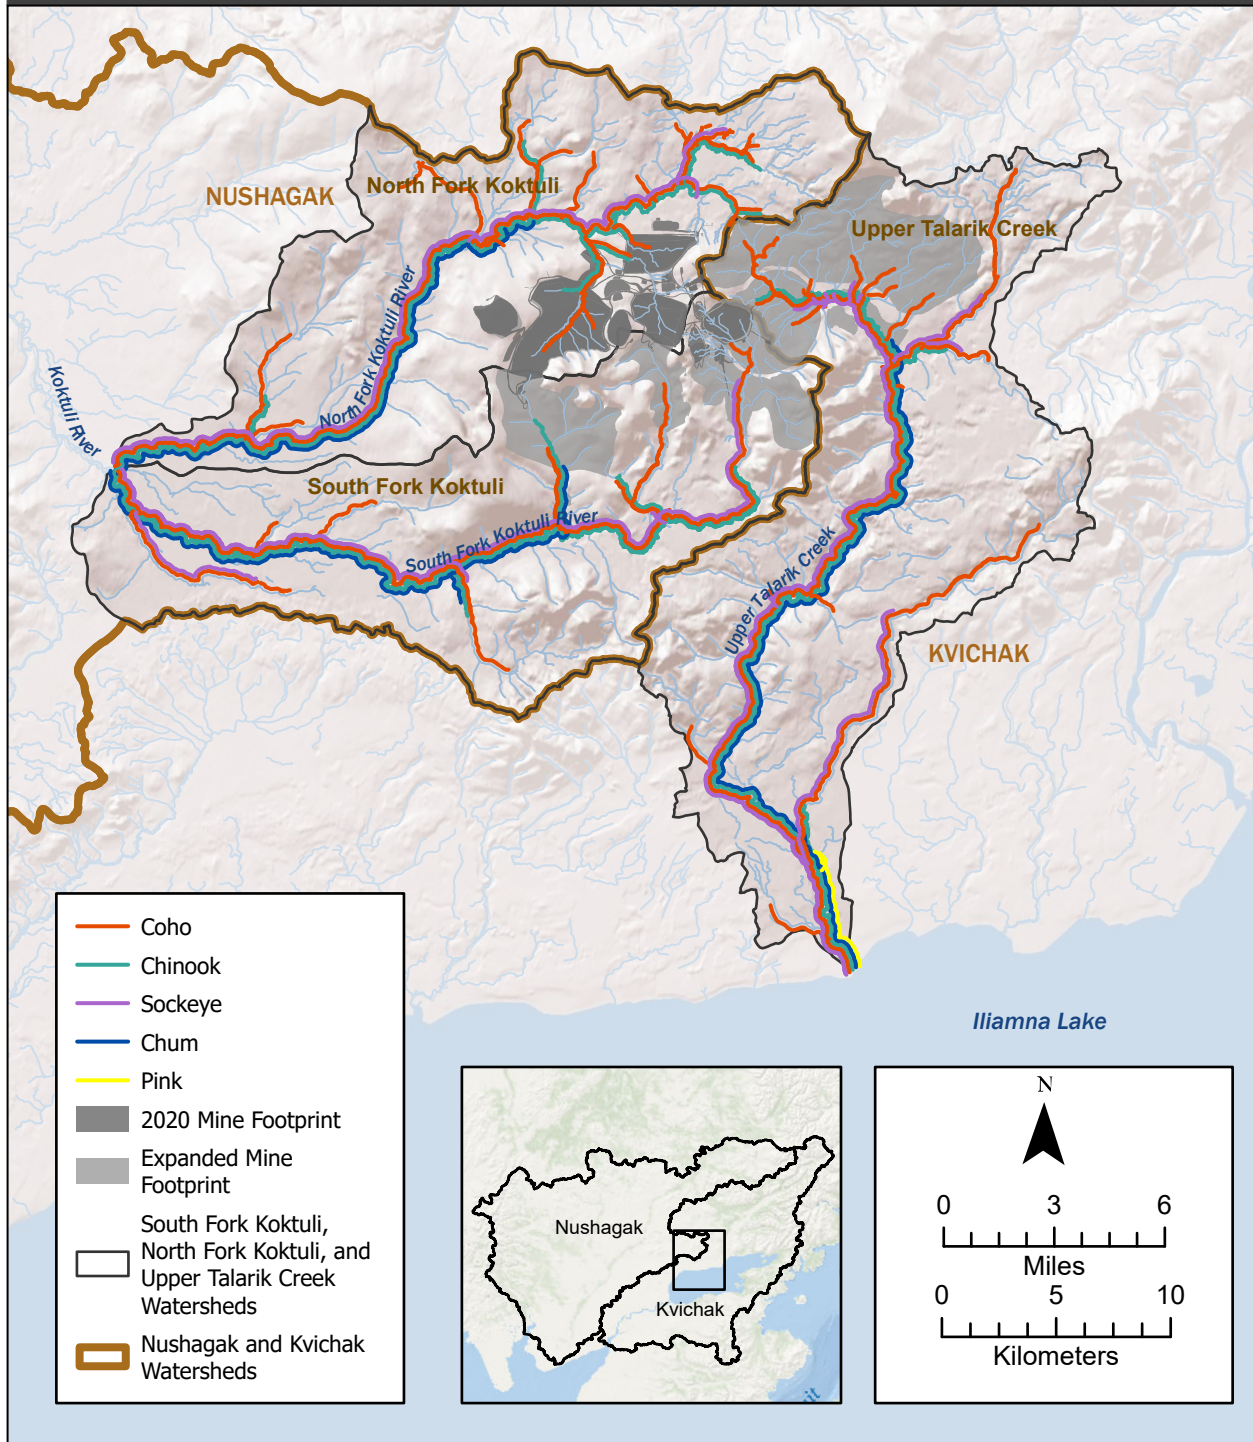 NUSHAGAK
North Fork Koktuli
Upper Talarik Creek
North Fork Koktuli River
Koktuli River
South Fork Koktuli
South Fork Koktuli River
Upper Talarik Creek
KVICHAK
Iliamna Lake
Coho
Chinook
Sockeye
Chum
Pink
2020 Mine Footprint
Expanded Mine
Footprint
South Fork Koktuli,
North Fork Koktuli, and
Upper Talarik Creek
Watersheds
Nushagak and Kvichak
Watersheds
Nushagak
Kvichak
N
0 3 6
Miles
0 5 10
Kilometers